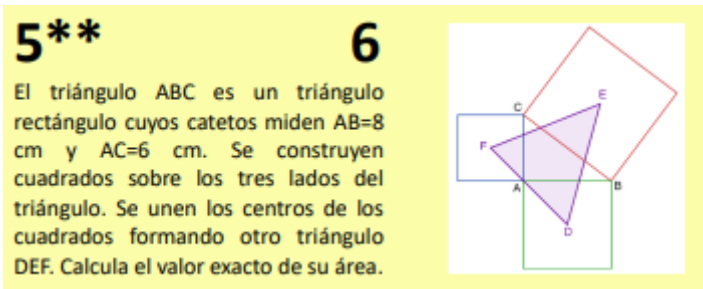 5** 6
El triángulo ABC es un triángulo
rectángulo cuyos catetos miden AB=8
cm y AC=6 cm. Se construyen
cuadrados sobre los tres lados del
triángulo. Se unen los centros de los
cuadrados formando otro triángulo
DEF. Calcula el valor exacto de su área.
E
C
F
A
B
D